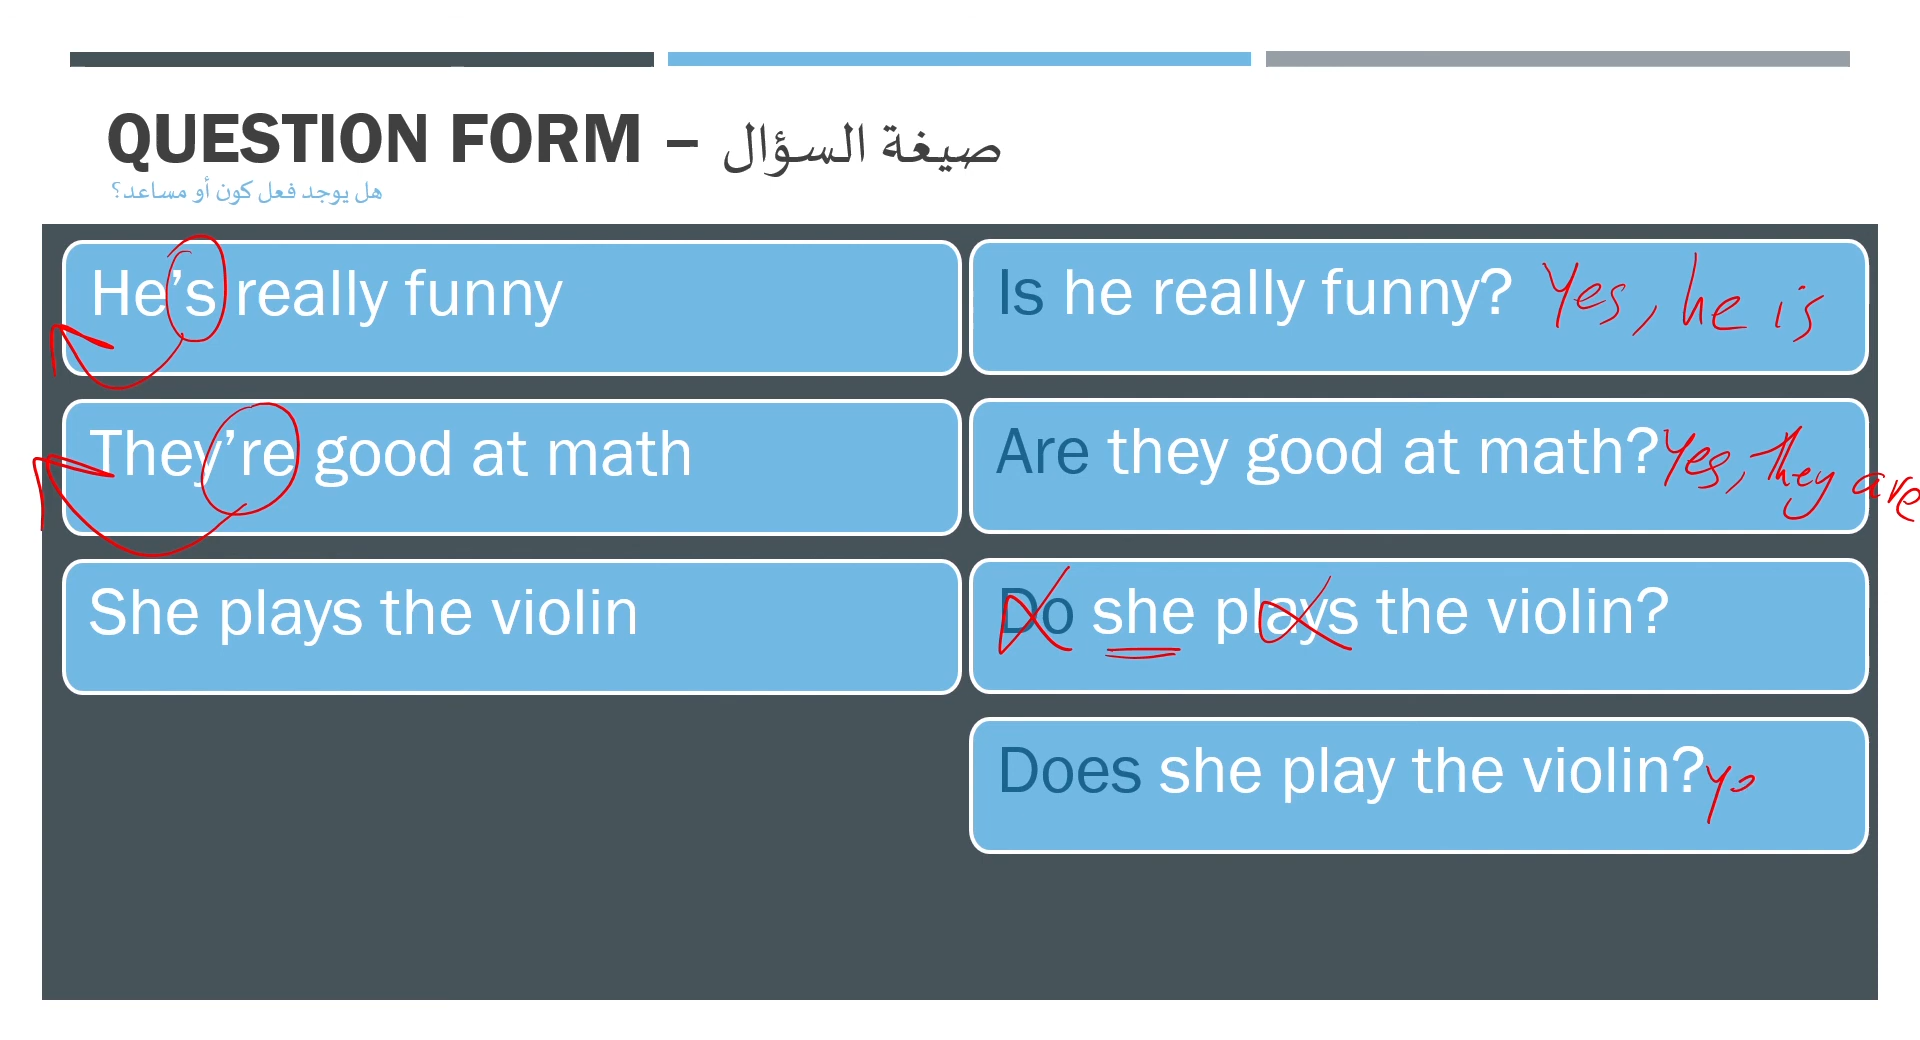 QUESTION FORM – صيغة السؤال
هل يوجد فعل كون أو مساعد؟
He’s really funny
Is he really funny? Yes, he is
They’re good at math
Are they good at math? Yes, they are
She plays the violin
Do she plays the violin?
Does she play the violin?